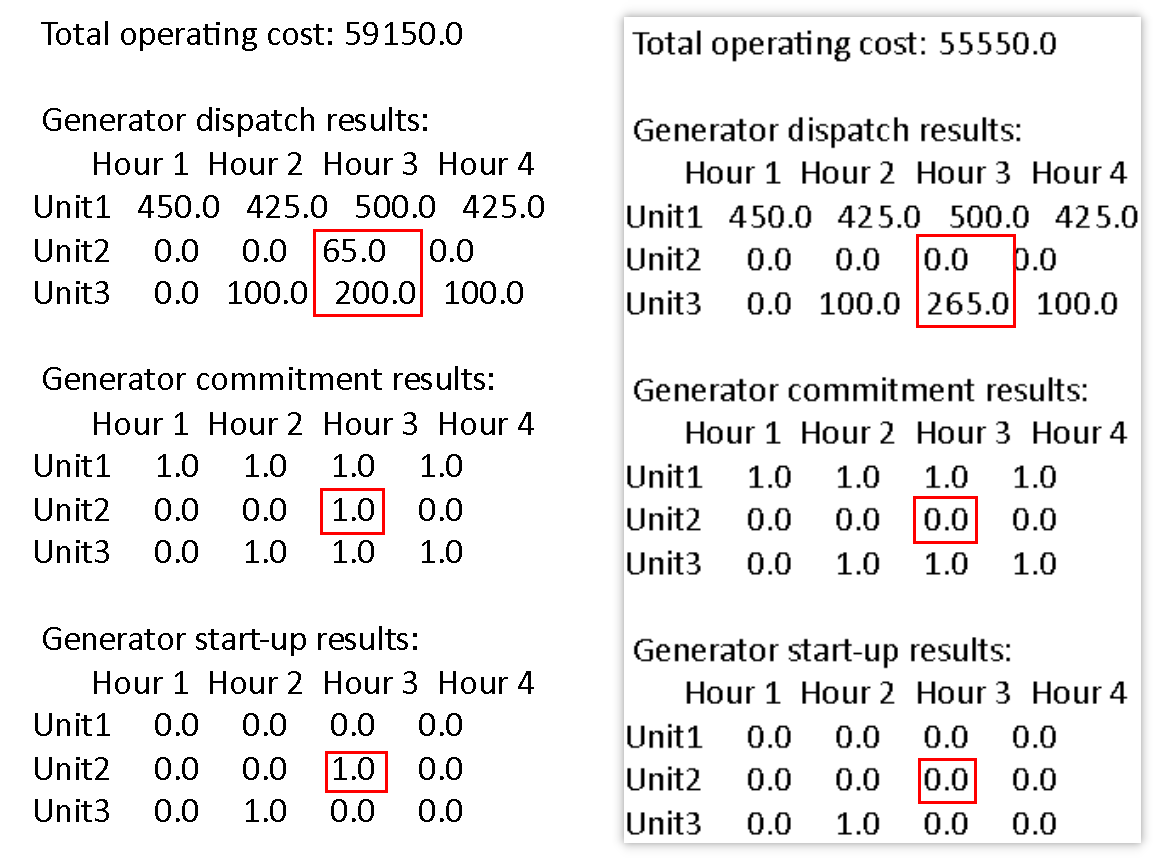 Total operating cost: 59150.0
Generator dispatch results:
Hour 1 Hour 2 Hour 3 Hour 4
Unit1 450.0 425.0 500.0 425.0
Unit2 0.0 0.0 65.0 0.0
Unit3 0.0 100.0 200.0 100.0
Generator commitment results:
Hour 1 Hour 2 Hour 3 Hour 4
Unit1 1.0 1.0 1.0 1.0
Unit2 0.0 0.0 1.0 0.0
Unit3 0.0 1.0 1.0 1.0
Generator start-up results:
Hour 1 Hour 2 Hour 3 Hour 4
Unit1 0.0 0.0 0.0 0.0
Unit2 0.0 0.0 1.0 0.0
Unit3 0.0 1.0 0.0 0.0
Total operating cost: 55550.0
Generator dispatch results:
Hour 1 Hour 2 Hour 3 Hour 4
Unit1 450.0 425.0 500.0 425.0
Unit2 0.0 0.0 0.0 0.0
Unit3 0.0 100.0 265.0 100.0
Generator commitment results:
Hour 1 Hour 2 Hour 3 Hour 4
Unit1 1.0 1.0 1.0 1.0
Unit2 0.0 0.0 0.0 0.0
Unit3 0.0 1.0 1.0 1.0
Generator start-up results:
Hour 1 Hour 2 Hour 3 Hour 4
Unit1 0.0 0.0 0.0 0.0
Unit2 0.0 0.0 0.0 0.0
Unit3 0.0 1.0 0.0 0.0